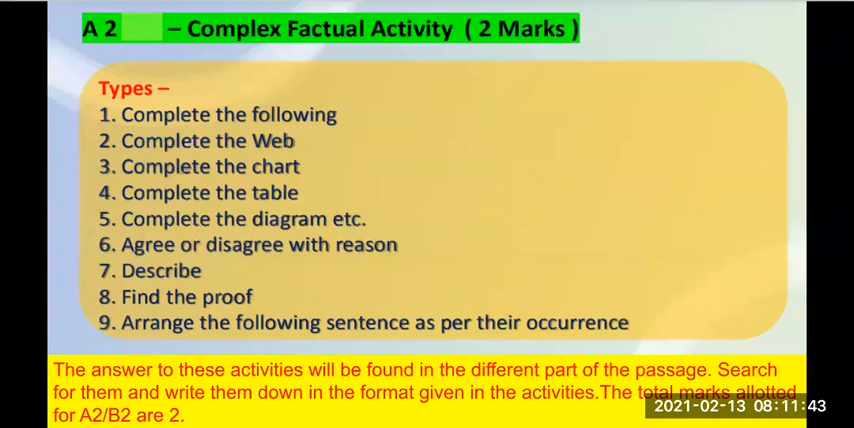 A 2 – Complex Factual Activity ( 2 Marks )
Types –
1. Complete the following
2. Complete the Web
3. Complete the chart
4. Complete the table
5. Complete the diagram etc.
6. Agree or disagree with reason
7. Describe
8. Find the proof
9. Arrange the following sentence as per their occurrence
The answer to these activities will be found in the different part of the passage. Search
for them and write them down in the format given in the activities.The total marks allotted
for A2/B2 are 2.
2021-02-13 08:11:43